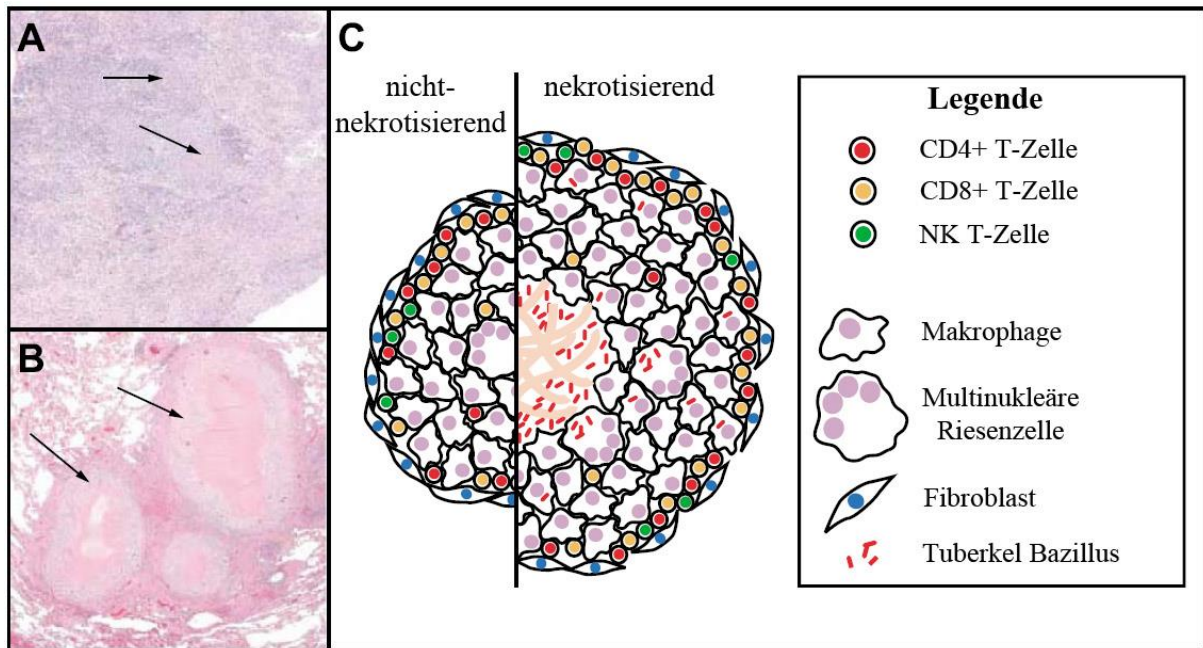 A
B
C
nicht-
nekrotisierend
nekrotisierend
Legende
CD4+ T-Zelle
CD8+ T-Zelle
NK T-Zelle
Makrophage
Multinukleäre
Riesenzelle
Fibroblast
Tuberkel Bazillus